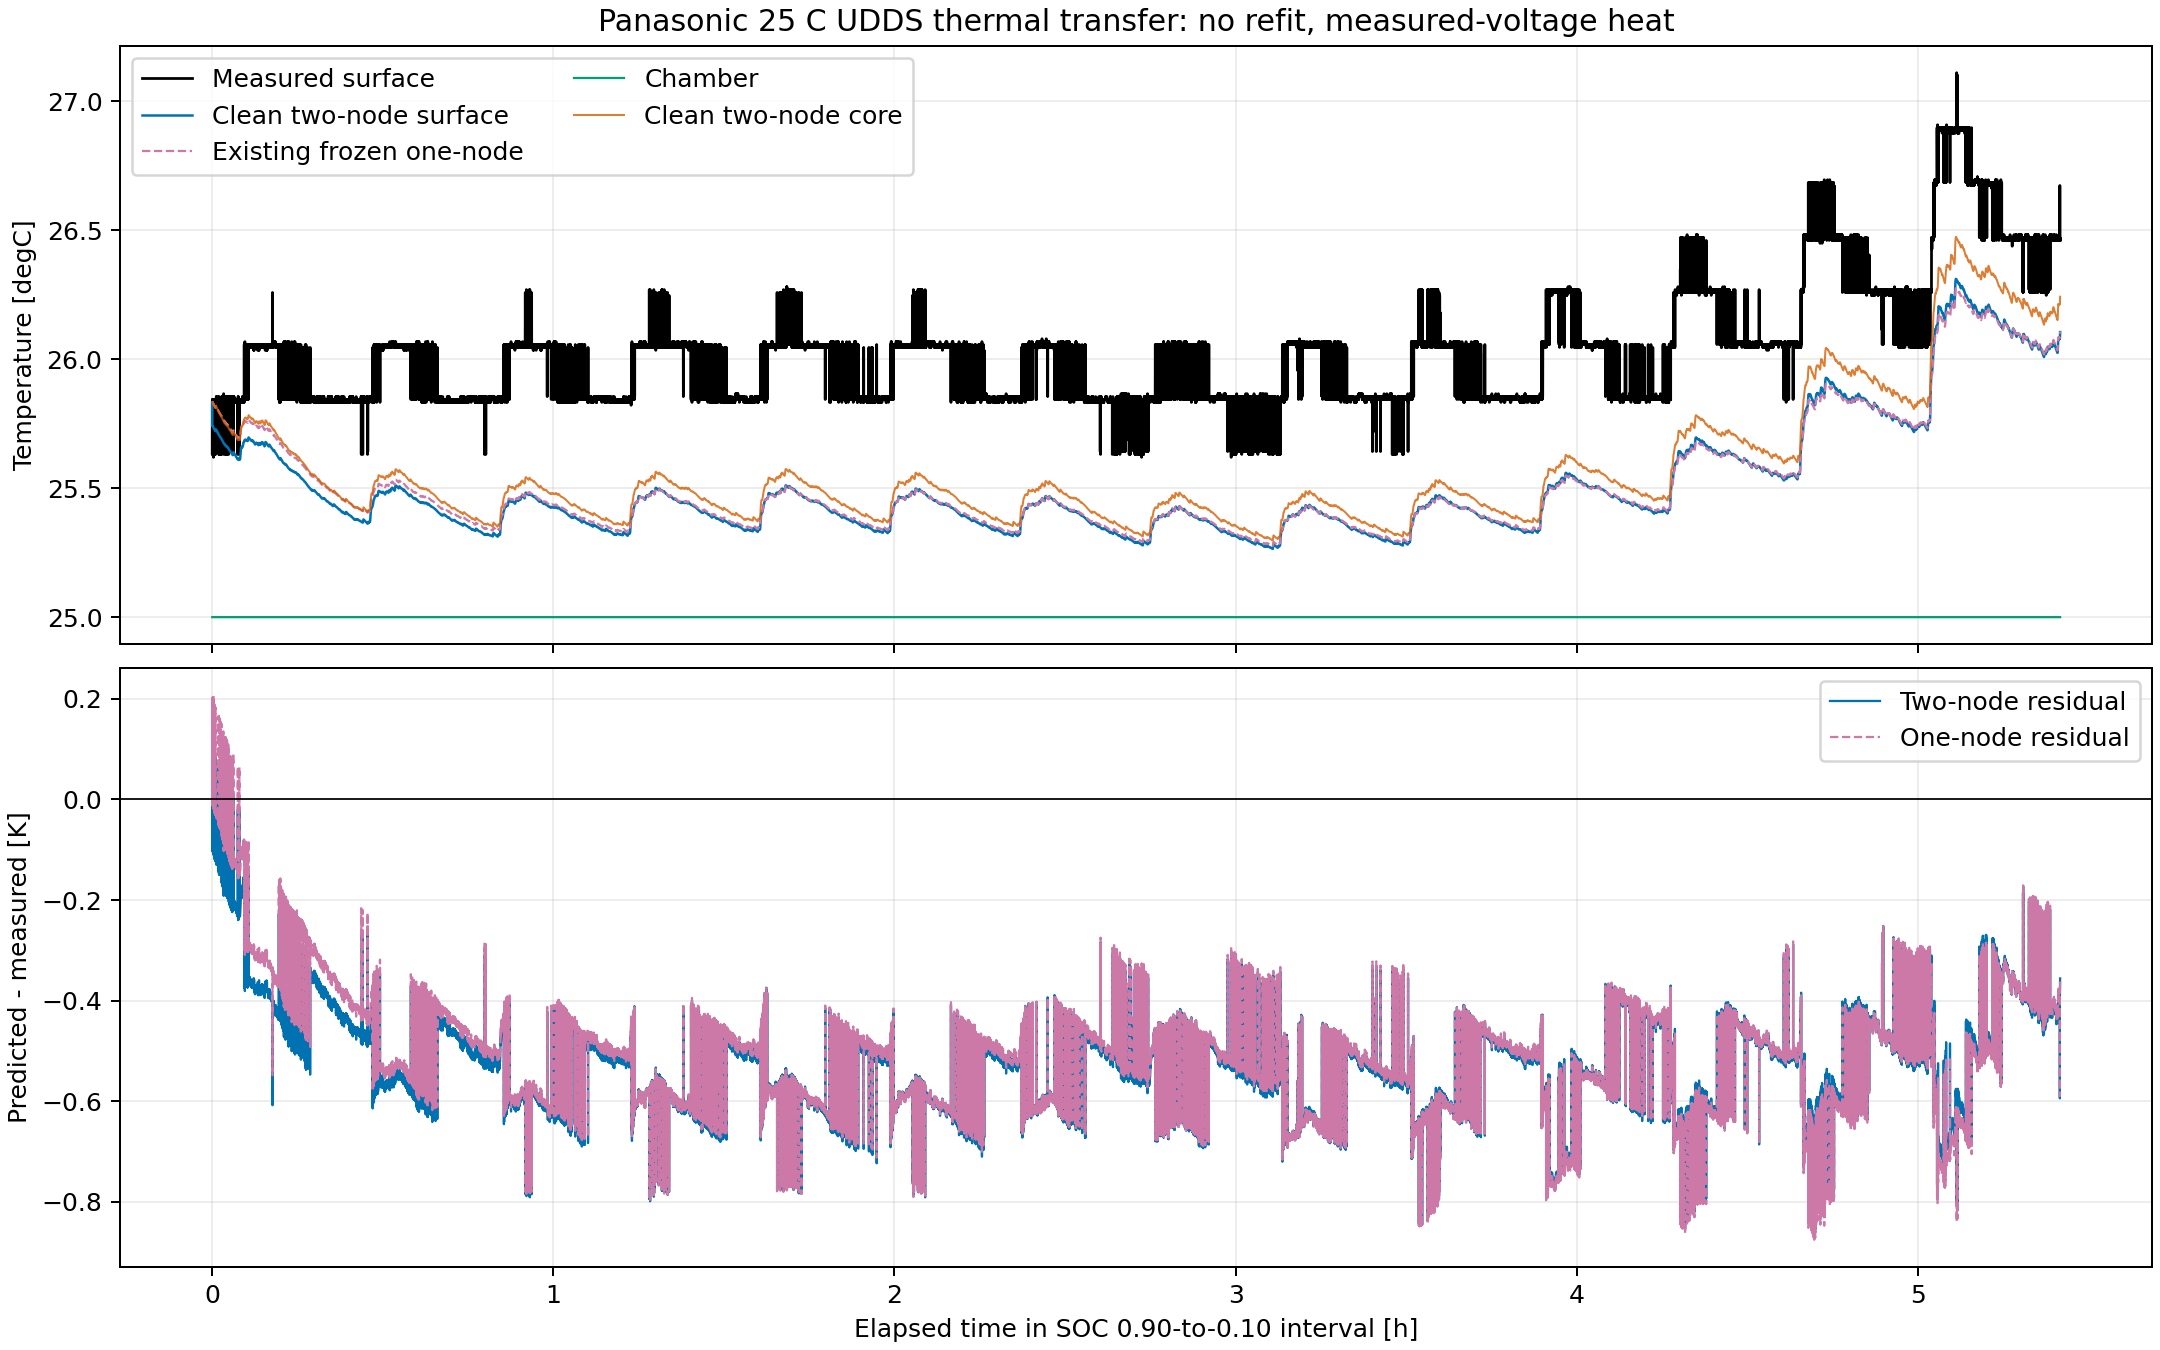 Panasonic 25 C UDDS thermal transfer: no refit, measured-voltage heat
Measured surface
Clean two-node surface
Existing frozen one-node
Chamber
Clean two-node core
Temperature [degC]
27.0
26.5
26.0
25.5
25.0
Two-node residual
One-node residual
Predicted - measured [K]
0.2
0.0
−0.2
−0.4
−0.6
−0.8
0
1
2
3
4
5
Elapsed time in SOC 0.90-to-0.10 interval [h]